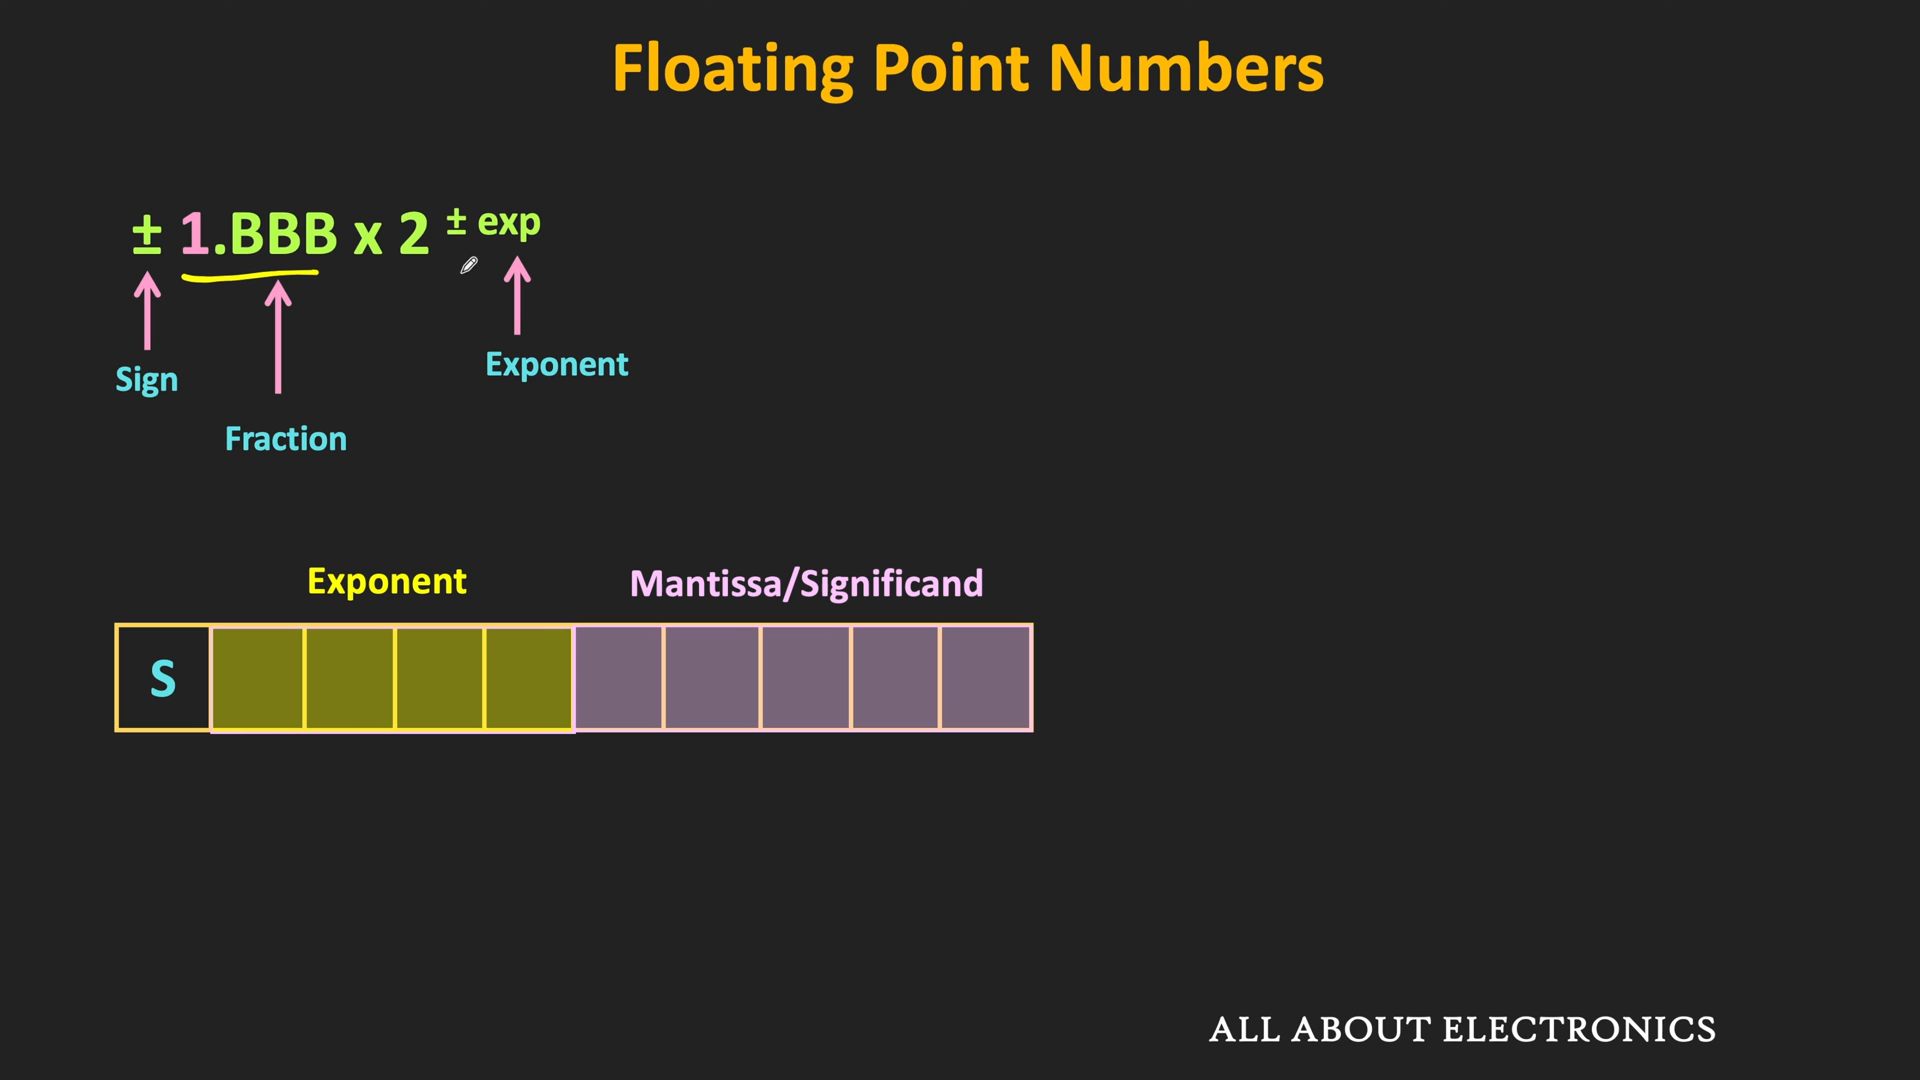 Floating Point Numbers
± 1.BBB x 2 ± exp
Sign
Fraction
Exponent
Exponent
Mantissa/Significand
S
ALL ABOUT ELECTRONICS